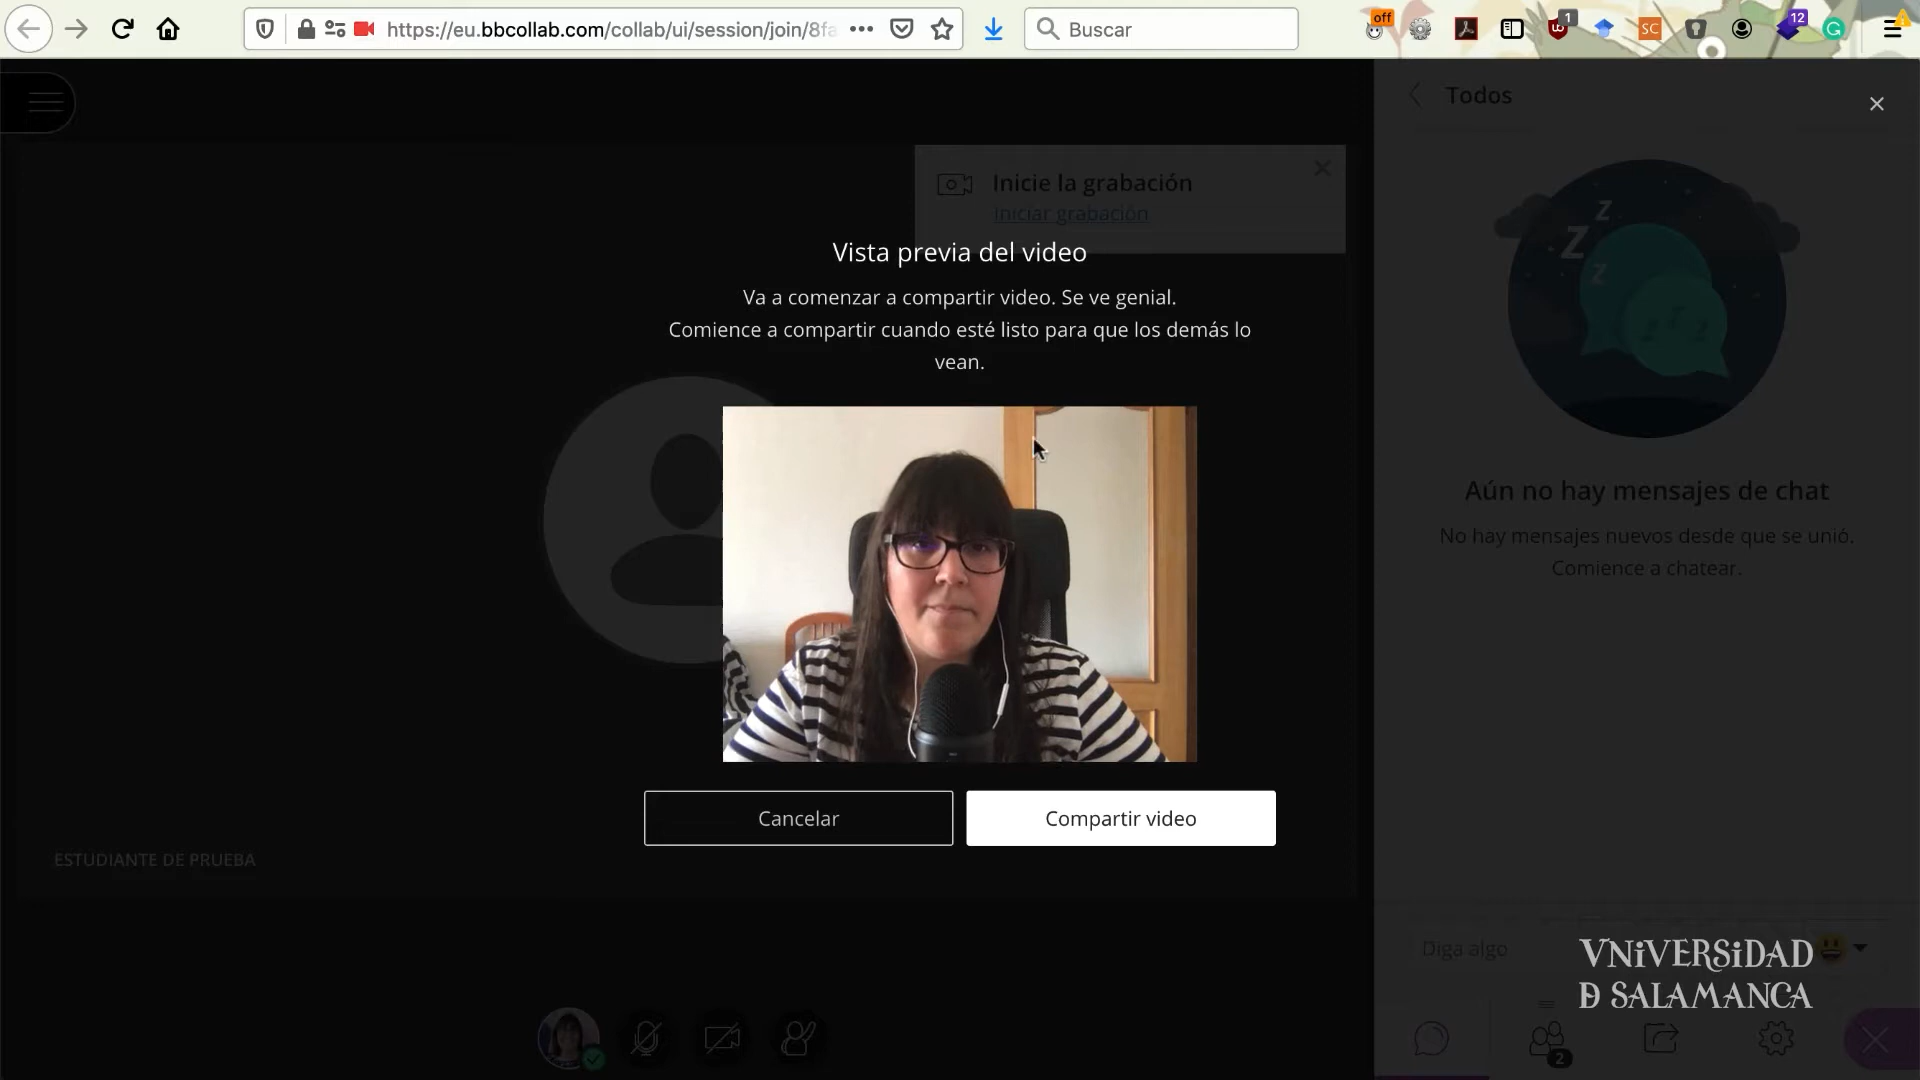 https://eu.bbcollab.com/collab/ui/session/join/8fa
Buscar
off
1
SC
12
Todos
Inicie la grabación
Iniciar grabación
Vista previa del video
Va a comenzar a compartir video. Se ve genial.
Comience a compartir cuando esté listo para que los demás lo
vean.
Z
Z
Z
Aún no hay mensajes de chat
No hay mensajes nuevos desde que se unió.
Comience a chatear.
Cancelar
Compartir video
ESTUDIANTE DE PRUEBA
Diga algo
VNiVERSiDAD
D SALAMANCA
2